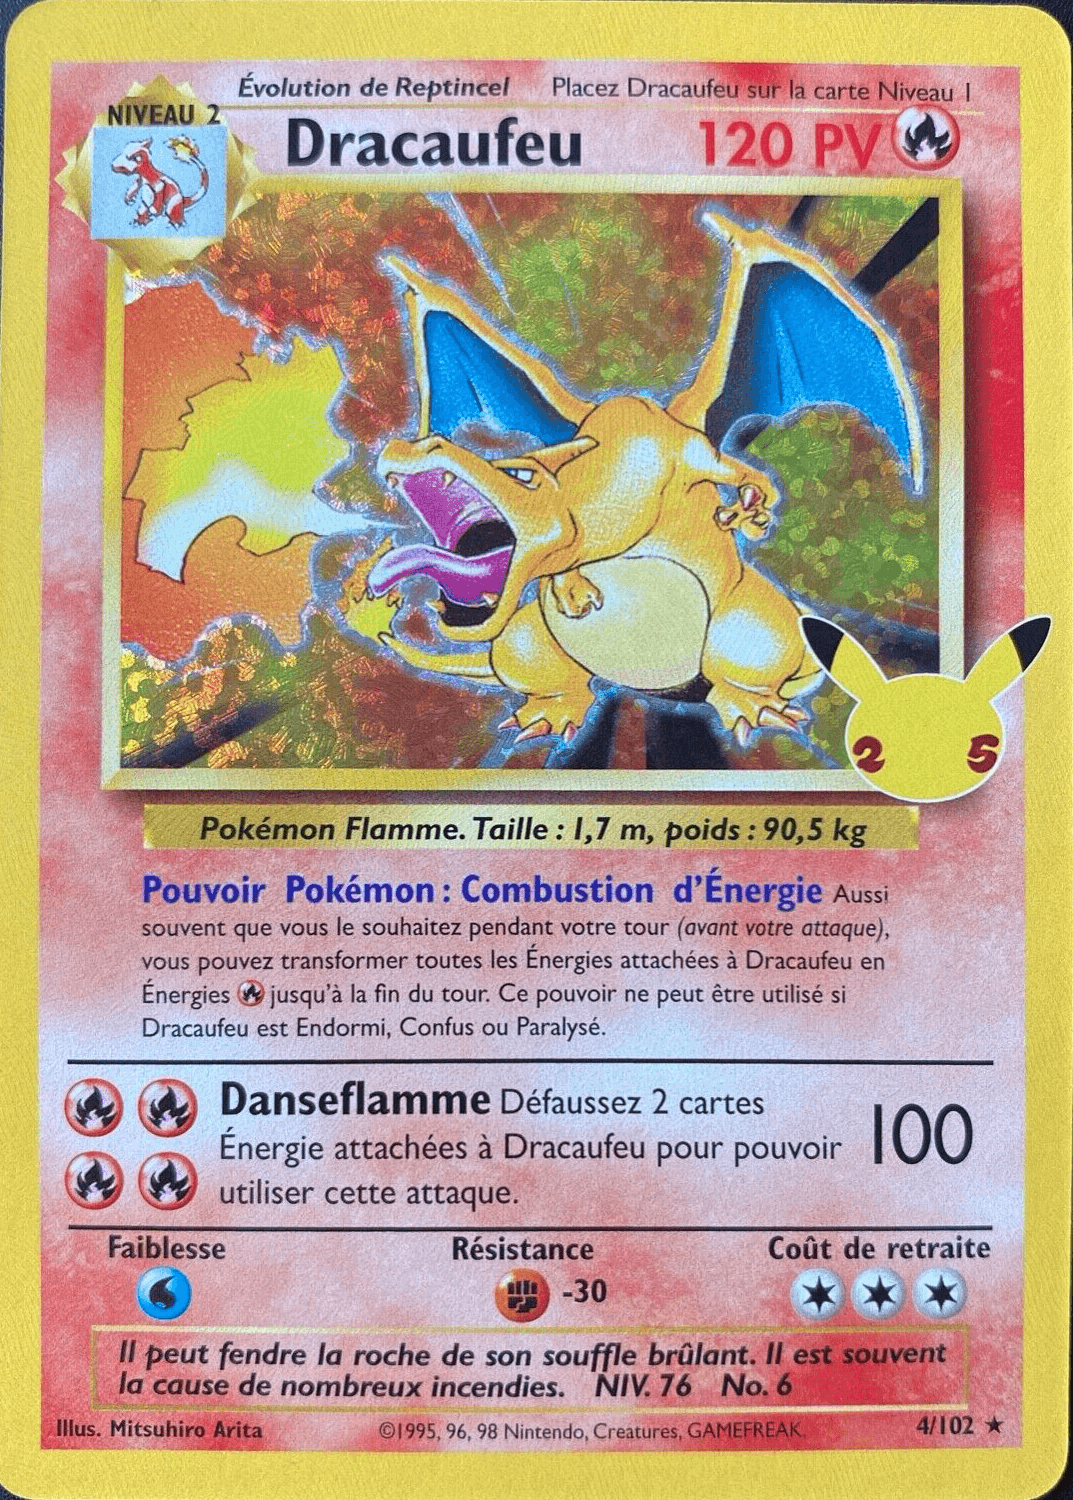 Évolution de Reptincel Placez Dracaufeu sur la carte Niveau 1
NIVEAU 2
Dracaufeu 120 PV
25
Pokémon Flamme. Taille : 1,7 m, poids : 90,5 kg
Pouvoir Pokémon : Combustion d'Énergie Aussi
souvent que vous le souhaitez pendant votre tour (avant votre attaque),
vous pouvez transformer toutes les Énergies attachées à Dracaufeu en
Énergies jusqu'à la fin du tour. Ce pouvoir ne peut être utilisé si
Dracaufeu est Endormi, Confus ou Paralysé.
Danseflamme Défaussez 2 cartes
Énergie attachées à Dracaufeu pour pouvoir 100
utiliser cette attaque.
Faiblesse Résistance Coût de retraite
-30
Il peut fendre la roche de son souffle brûlant. Il est souvent
la cause de nombreux incendies. NIV. 76 No. 6
Illus. Mitsuhiro Arita ©1995, 96, 98 Nintendo, Creatures, GAMEFREAK. 4/102 ★